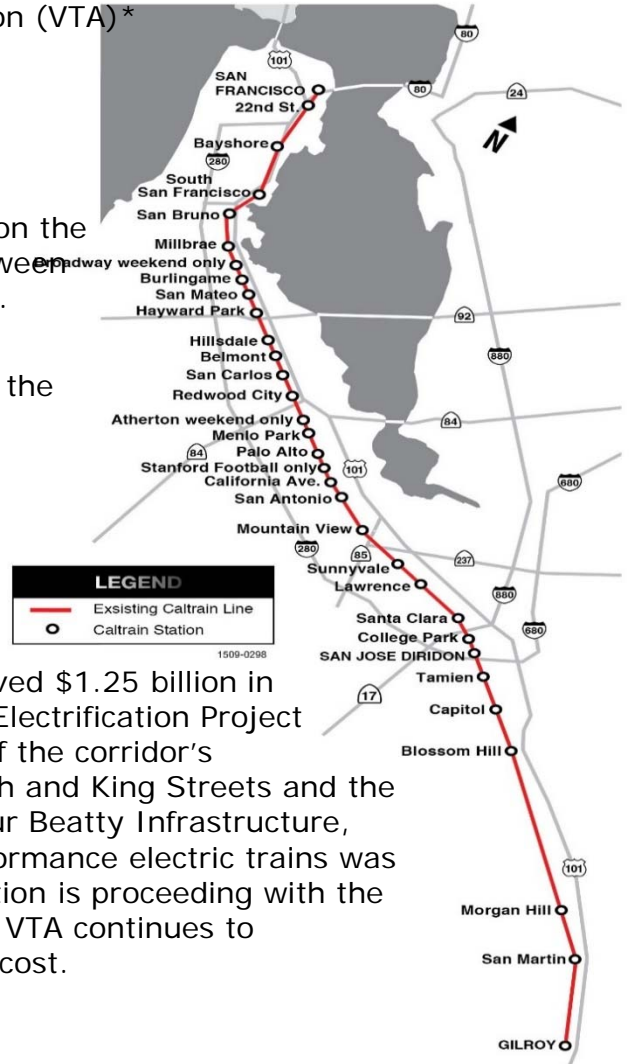 on (VTA)*
on the
ween
.
the
ved $1.25 billion in
Electrification Project
f the corridor's
h and King Streets and the
ur Beatty Infrastructure,
ormance electric trains was
tion is proceeding with the
VTA continues to
cost.
80
101
SAN
FRANCISCO
80
24
22nd St.
N
Bayshore
280
South
San Francisco
San Bruno
Millbrae
Broadway weekend only
Burlingame
San Mateo
Hayward Park
92
Hillsdale
880
Belmont
San Carlos
Redwood City
Atherton weekend only
84
Menlo Park
84
Palo Alto
Stanford Football only
101
California Ave.
680
San Antonio
Mountain View
280
85
237
Sunnyvale
Lawrence
880
Santa Clara
680
College Park
SAN JOSE DIRIDON
Tamien
17
Capitol
Blossom Hill
101
Morgan Hill
San Martin
GILROY
LEGEND
Exsisting Caltrain Line
Caltrain Station
1509-0298